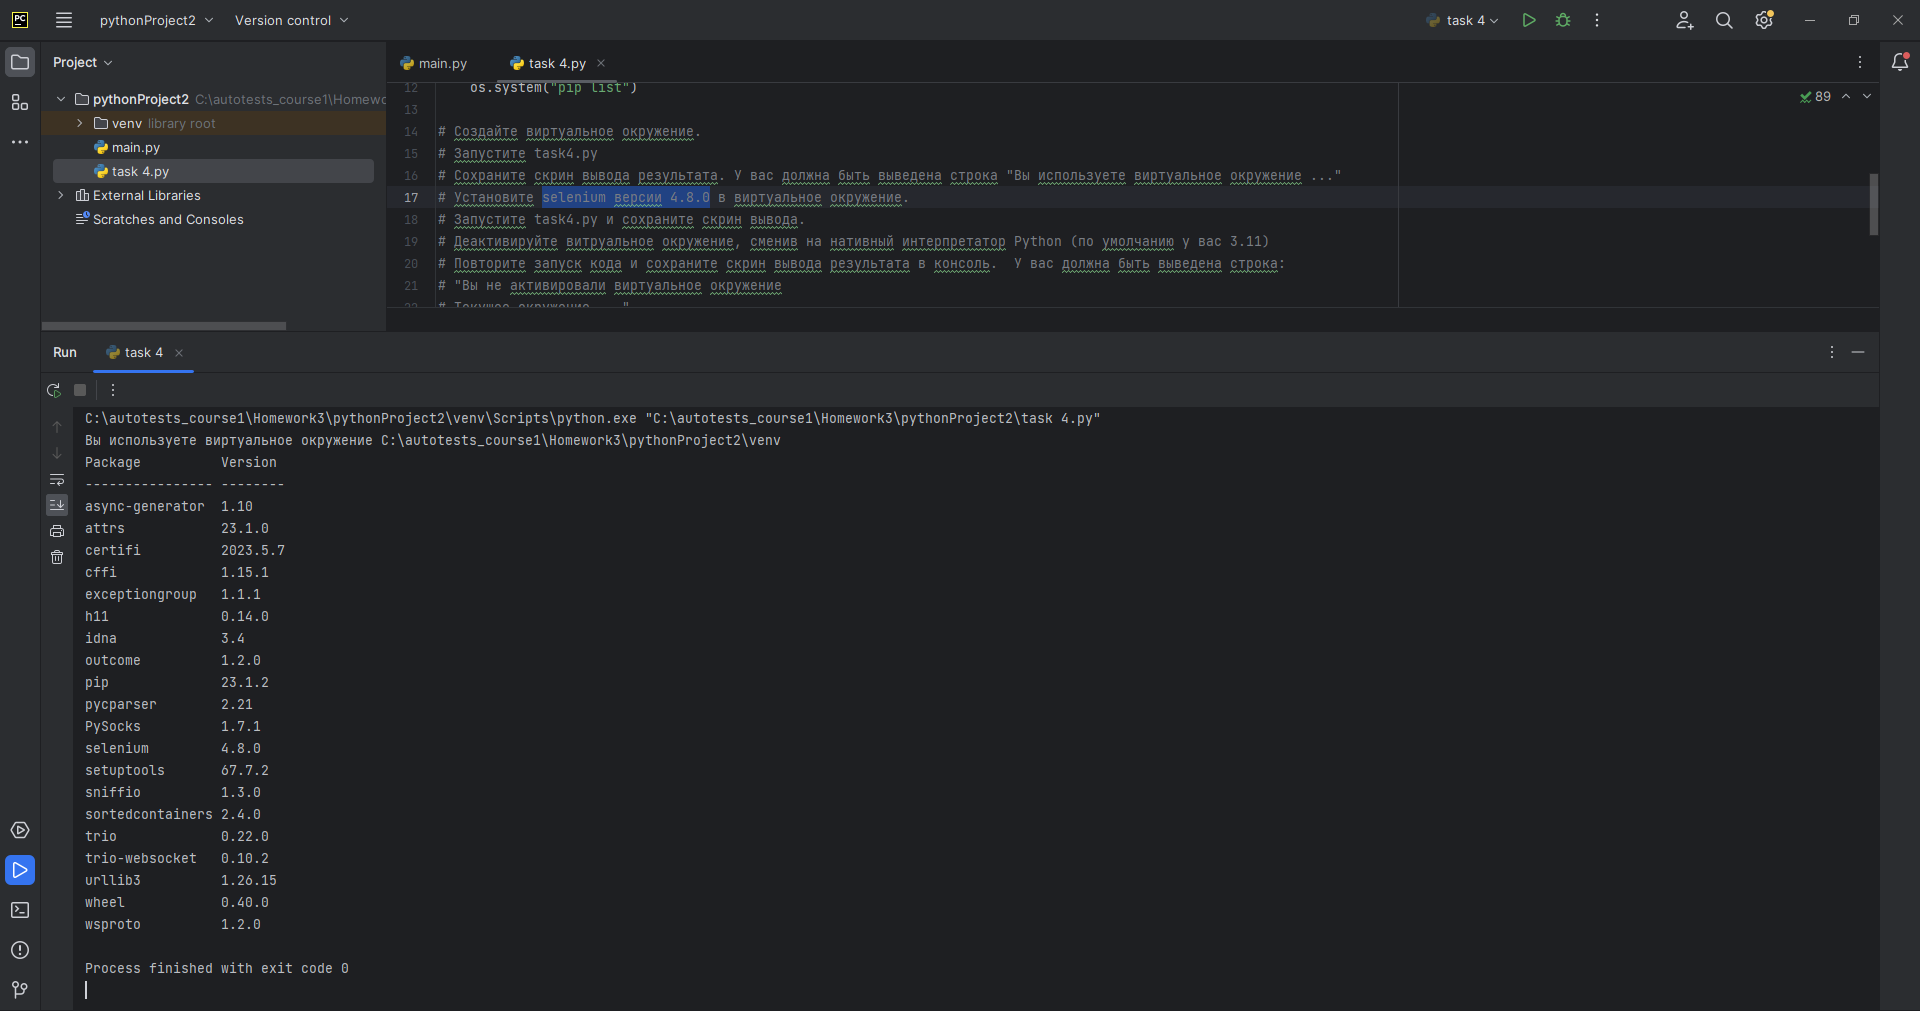 PC
pythonProject2
Version control
task 4
Project
main.py
task 4.py
pythonProject2 C:\autotests_course1\Homewo
venv library root
main.py
task 4.py
External Libraries
Scratches and Consoles
12 os.system("pip list")
13
14 # Создайте виртуальное окружение.
15 # Запустите task4.py
16 # Сохраните скрин вывода результата. У вас должна быть выведена строка "Вы используете виртуальное окружение ..."
17 # Установите selenium версии 4.8.0 в виртуальное окружение.
18 # Запустите task4.py и сохраните скрин вывода.
19 # Деактивируйте витруальное окружение, сменив на нативный интерпретатор Python (по умолчанию у вас 3.11)
20 # Повторите запуск кода и сохраните скрин вывода результата в консоль.  У вас должна быть выведена строка:
21 # "Вы не активировали виртуальное окружение
22 # Текущее окружение ... "
89
Run
task 4
C:\autotests_course1\Homework3\pythonProject2\venv\Scripts\python.exe "C:\autotests_course1\Homework3\pythonProject2\task 4.py"
Вы используете виртуальное окружение C:\autotests_course1\Homework3\pythonProject2\venv
Package          Version
---------------- --------
async-generator  1.10
attrs            23.1.0
certifi          2023.5.7
cffi             1.15.1
exceptiongroup   1.1.1
h11              0.14.0
idna             3.4
outcome          1.2.0
pip              23.1.2
pycparser        2.21
PySocks          1.7.1
selenium         4.8.0
setuptools       67.7.2
sniffio          1.3.0
sortedcontainers 2.4.0
trio             0.22.0
trio-websocket   0.10.2
urllib3          1.26.15
wheel            0.40.0
wsproto          1.2.0
Process finished with exit code 0